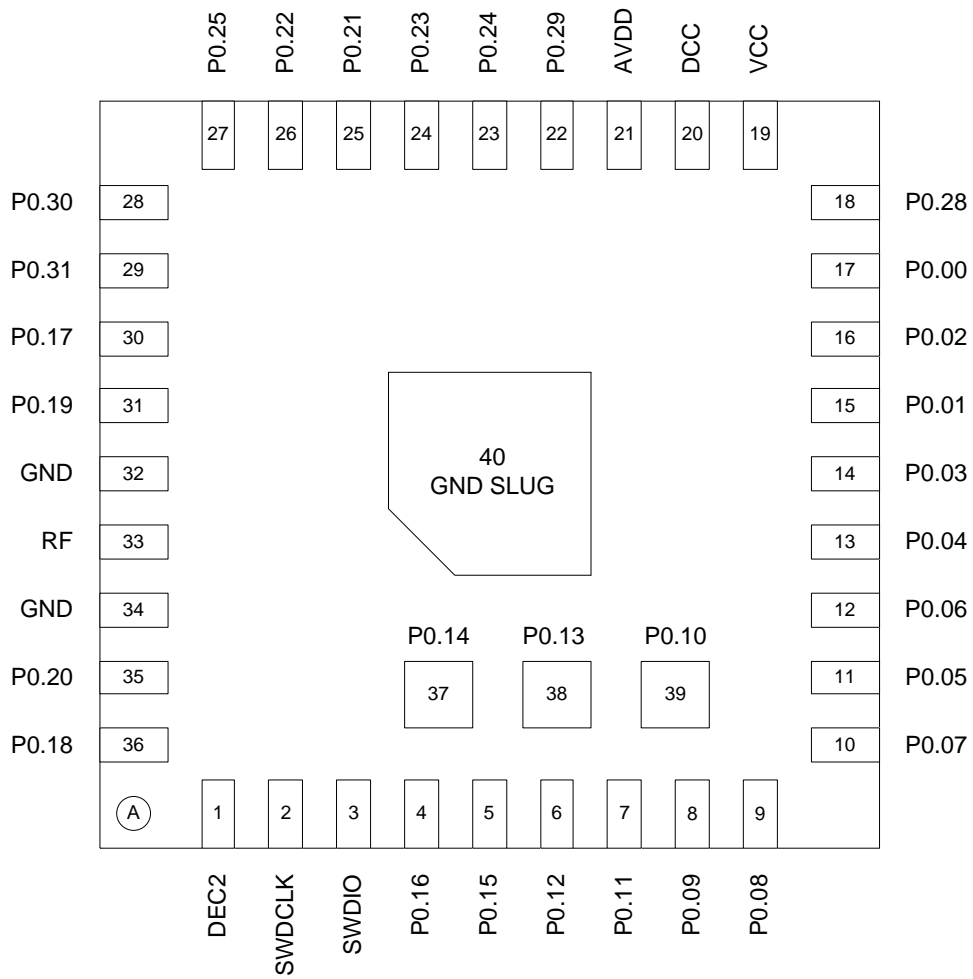 P0.25 P0.22 P0.21 P0.23 P0.24 P0.29 AVDD DCC VCC
27 26 25 24 23 22 21 20 19
P0.30 28 18 P0.28
P0.31 29 17 P0.00
P0.17 30 16 P0.02
P0.19 31 15 P0.01
40
GND SLUG
GND 32 14 P0.03
RF 33 13 P0.04
GND 34 12 P0.06
P0.14 P0.13 P0.10
P0.20 35 11 P0.05
37 38 39
P0.18 36 10 P0.07
A 1 2 3 4 5 6 7 8 9
DEC2 SWDCLK SWDIO P0.16 P0.15 P0.12 P0.11 P0.09 P0.08